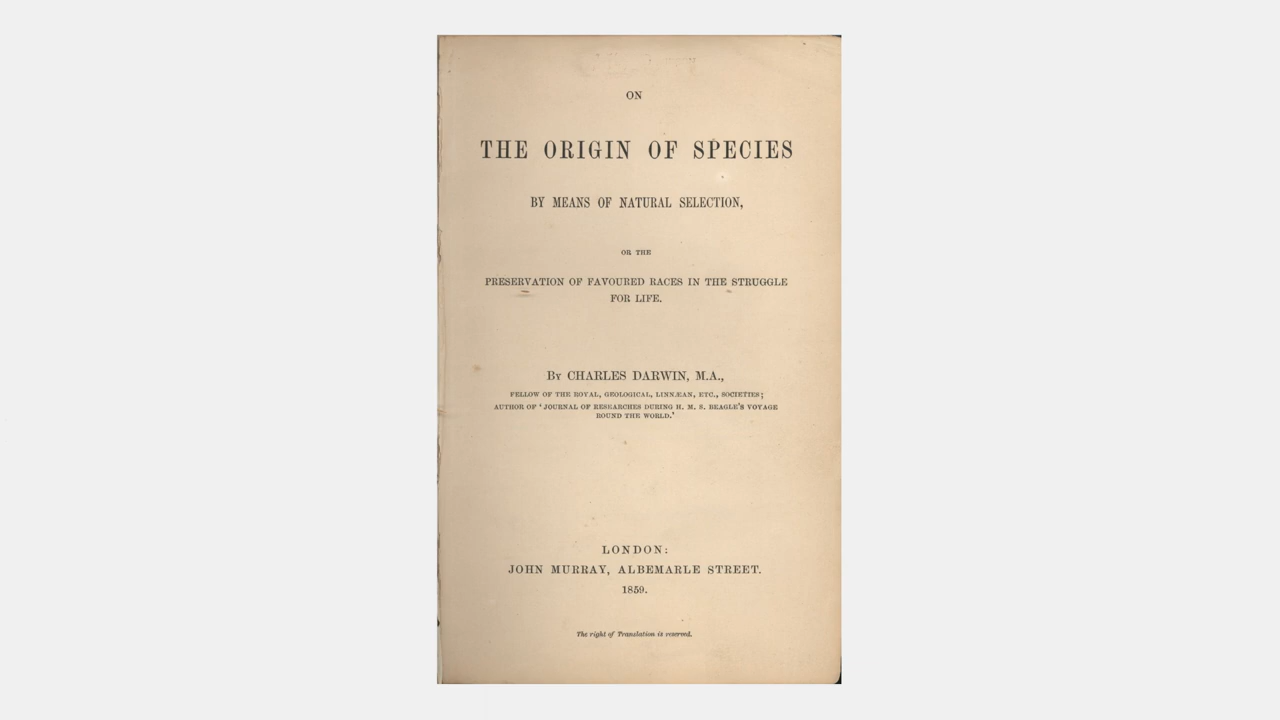 ON
THE ORIGIN OF SPECIES
BY MEANS OF NATURAL SELECTION,
OR THE
PRESERVATION OF FAVOURED RACES IN THE STRUGGLE
FOR LIFE.
BY CHARLES DARWIN, M.A.,
FELLOW OF THE ROYAL, GEOLOGICAL, LINNÆAN, ETC., SOCIETIES;
AUTHOR OF 'JOURNAL OF RESEARCHES DURING H. M. S. BEAGLE'S VOYAGE
ROUND THE WORLD.'
LONDON:
JOHN MURRAY, ALBEMARLE STREET.
1859.
The right of Translation is reserved.